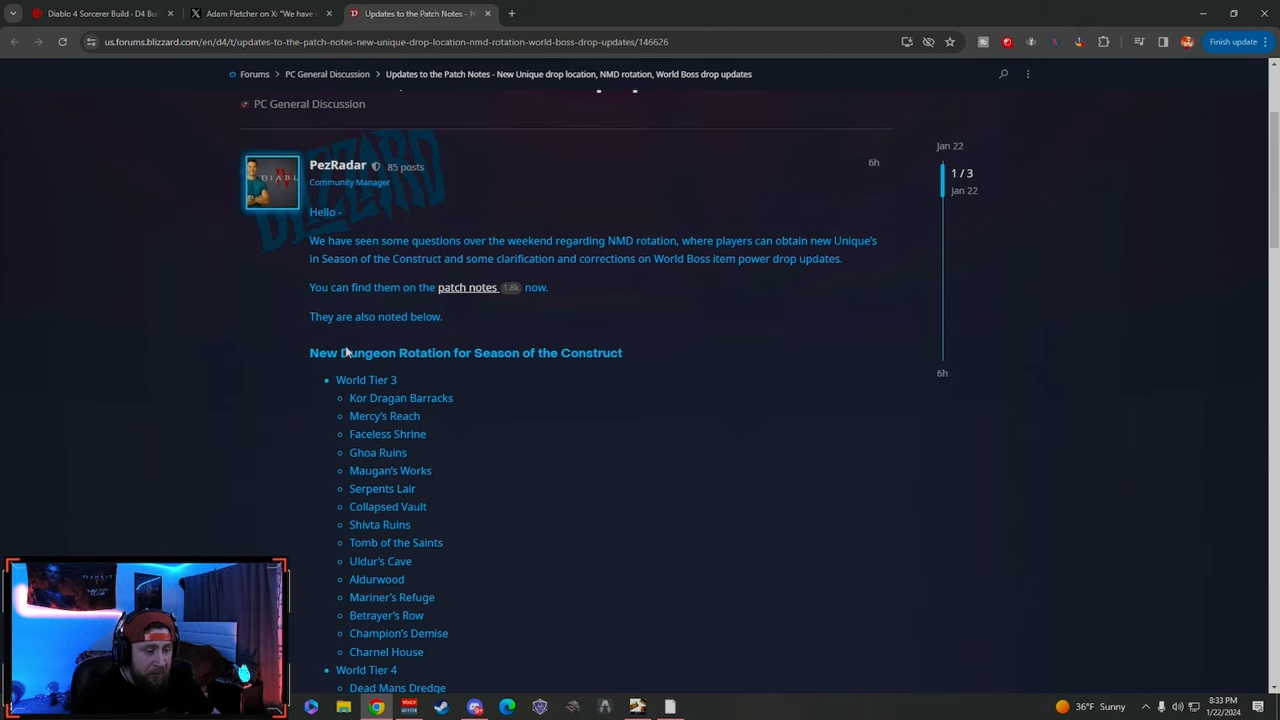 Diablo 4 Sorcerer Build - D4 Bu
Adam Fletcher on X: "We have
Updates to the Patch Notes - N
us.forums.blizzard.com/en/d4/t/updates-to-the-patch-notes-new-unique-drop-location-nmd-rotation-world-boss-drop-updates/146626
Finish update
Forums > PC General Discussion > Updates to the Patch Notes - New Unique drop location, NMD rotation, World Boss drop updates
PC General Discussion
BLIZZARD
DIABL
IV
PezRadar 85 posts 6h
Community Manager
Hello -
We have seen some questions over the weekend regarding NMD rotation, where players can obtain new Unique's
in Season of the Construct and some clarification and corrections on World Boss item power drop updates.
You can find them on the patch notes 1.8k now.
They are also noted below.
New Dungeon Rotation for Season of the Construct
World Tier 3
Kor Dragan Barracks
Mercy's Reach
Faceless Shrine
Ghoa Ruins
Maugan's Works
Serpents Lair
Collapsed Vault
Shivta Ruins
Tomb of the Saints
Uldur's Cave
Aldurwood
Mariner's Refuge
Betrayer's Row
Champion's Demise
Charnel House
World Tier 4
Dead Mans Dredge
Jan 22
1 / 3
Jan 22
6h
36°F Sunny
8:33 PM
1/22/2024